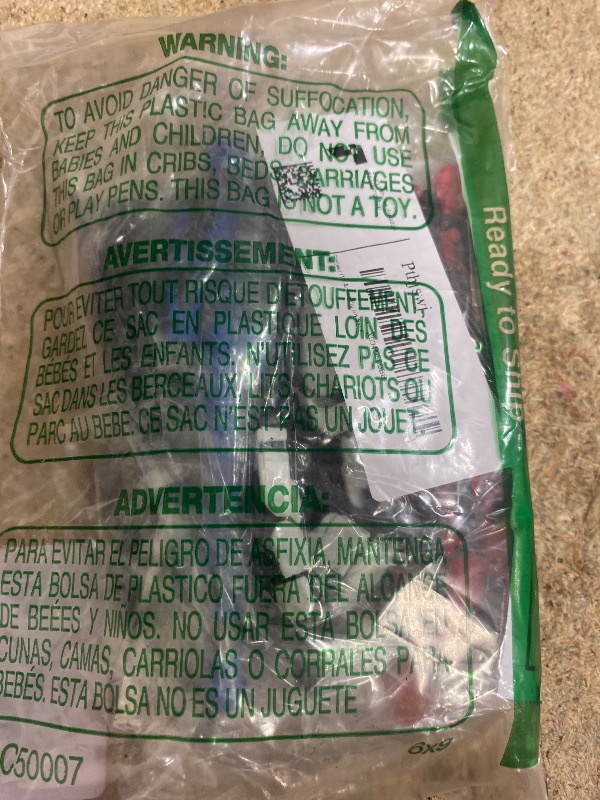 WARNING:
TO AVOID DANGER OF SUFFOCATION,
KEEP THIS PLASTIC BAG AWAY FROM
BABIES AND CHILDREN. DO NOT USE
THIS BAG IN CRIBS, BEDS, CARRIAGES
OR PLAY PENS. THIS BAG IS NOT A TOY.
AVERTISSEMENT:
POUR EVITER TOUT RISQUE D'ETOUFFEMENT,
GARDEL CE SAC EN PLASTIQUE LOIN DES
BÉBÉS ET LES ENFANTS. N'UTILISEZ PAS CE
SAC DANS LES BERCEAUX, LITS, CHARIOTS OU
PARC AU BEBE. CE SAC N'EST PAS UN JOUET.
ADVERTENCIA:
PARA EVITAR EL PELIGRO DE ASFIXIA, MANTENGA
ESTA BOLSA DE PLASTICO FUERA DEL ALCANCE
DE BEÉES Y NIÑOS. NO USAR ESTA BOLSA EN
CUNAS, CAMAS, CARRIOLAS O CORRALES PARA
BEBÉS. ESTA BOLSA NO ES UN JUGUETE
6x9
C50007
Ready to Ship